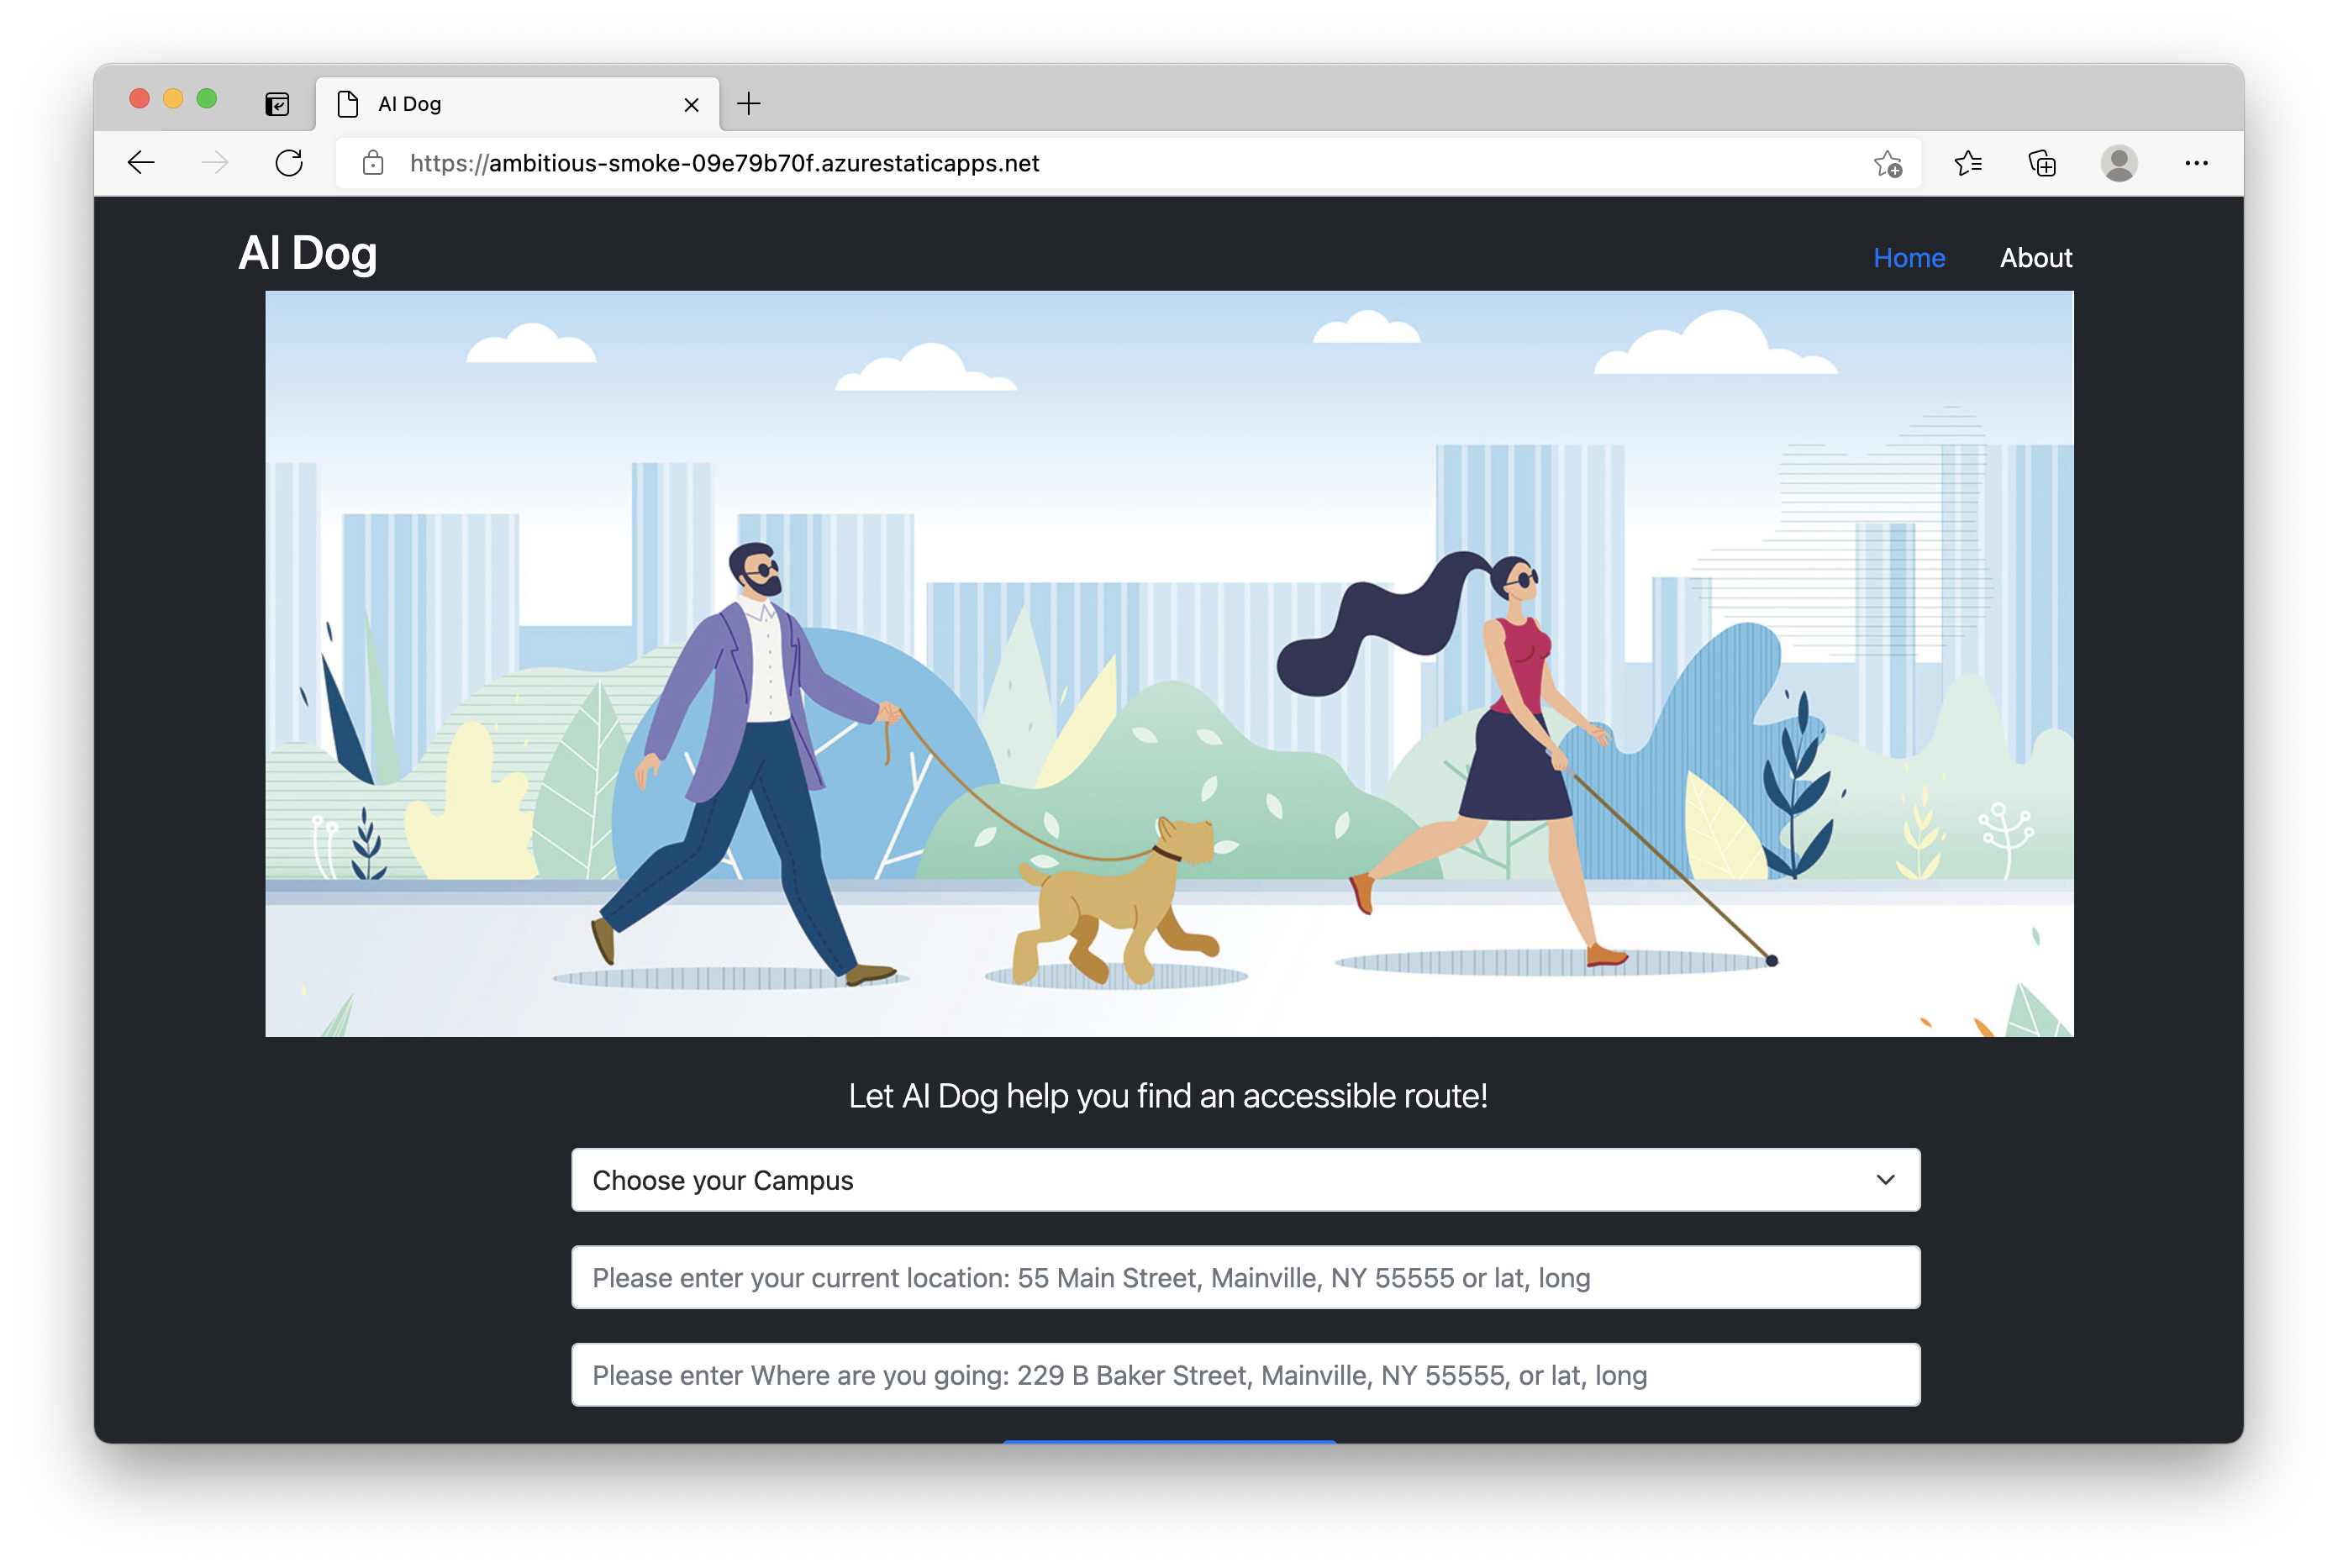 AI Dog
https://ambitious-smoke-09e79b70f.azurestaticapps.net
AI Dog
Home
About
Let AI Dog help you find an accessible route!
Choose your Campus
Please enter your current location: 55 Main Street, Mainville, NY 55555 or lat, long
Please enter Where are you going: 229 B Baker Street, Mainville, NY 55555, or lat, long